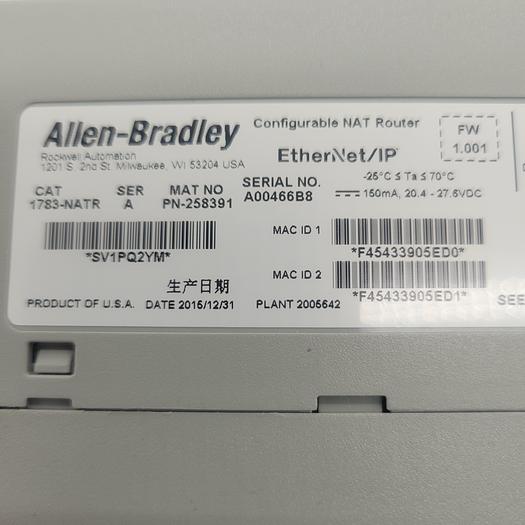 Allen-Bradley
Configurable NAT Router
FW
1.001
Rockwell Automation
1201 S. 2nd St. Milwaukee, WI 53204 USA
EtherNet/IP
-25°C ≤ Ta ≤ 70°C
150mA, 20.4 - 27.6VDC
CAT SER MAT NO SERIAL NO.
1783-NATR A PN-258391 A00466B8
MAC ID 1
*F45433905ED0*
*SV1PQ2YM*
MAC ID 2
*F45433905ED1*
生产日期
PRODUCT OF U.S.A. DATE 2015/12/31 PLANT 2005642
SEE